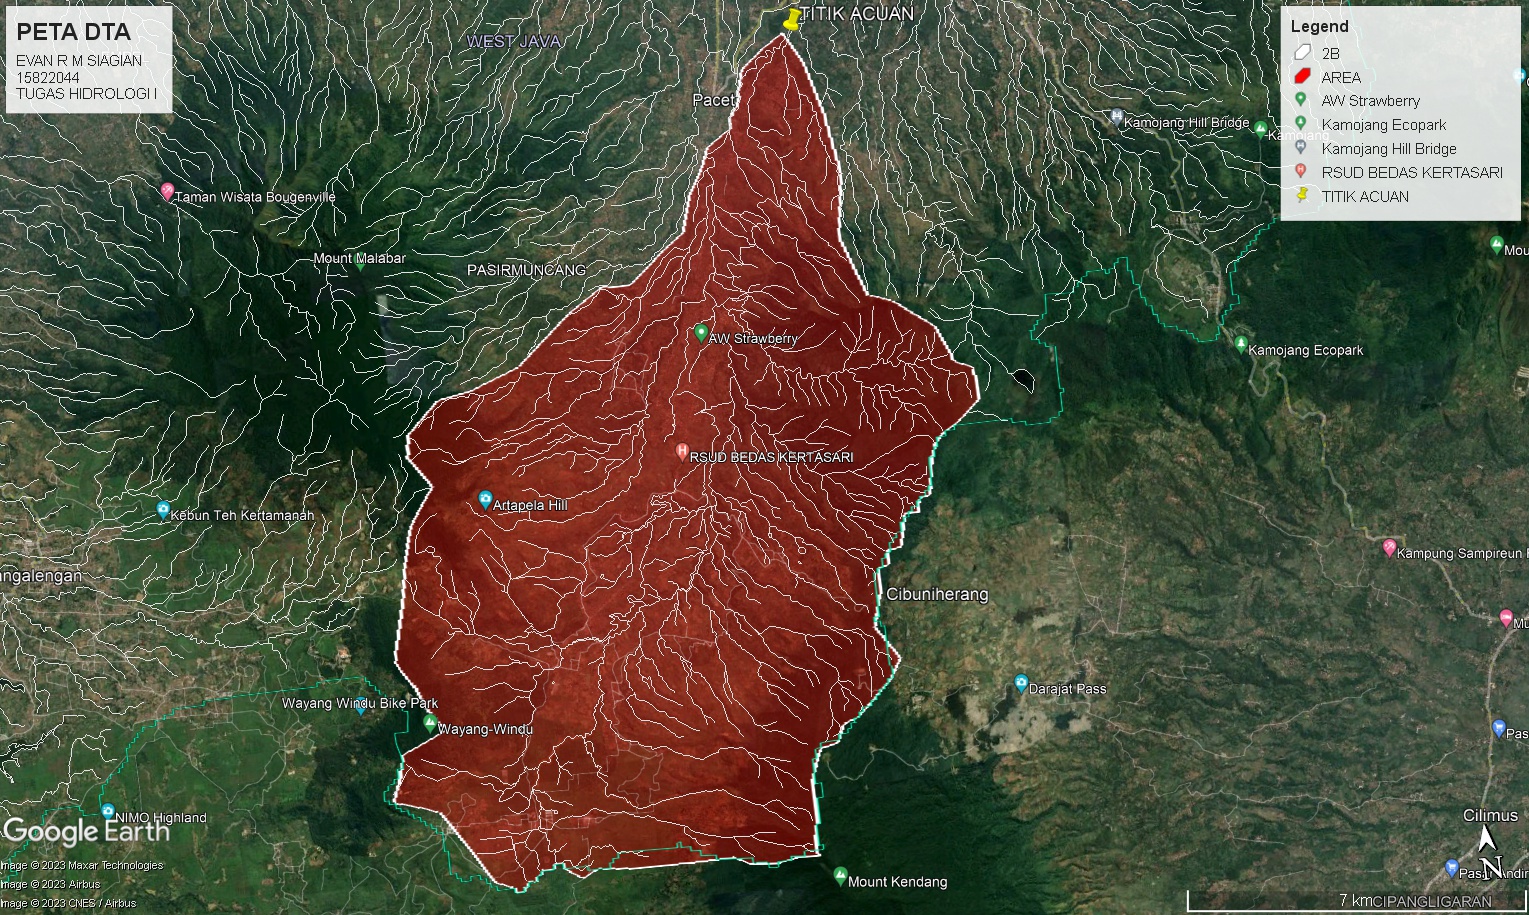 PETA DTA
EVAN R M SIAGIAN
15822044
TUGAS HIDROLOGI I
TITIK ACUAN
WEST JAVA
Pacet
Legend
2B
AREA
AW Strawberry
Kamojang Ecopark
Kamojang Hill Bridge
RSUD BEDAS KERTASARI
TITIK ACUAN
Kamojang Hill Bridge
Kamojang
Taman Wisata Bougenville
Mount Malabar
PASIRMUNCANG
Mou
AW Strawberry
Kamojang Ecopark
RSUD BEDAS KERTASARI
Artapela Hill
Kebun Teh Kertamanah
Kampung Sampireun R
ngalengan
Cibuniherang
Mu
Darajat Pass
Wayang Windu Bike Park
Wayang-Windu
Pas
NIMO Highland
Google Earth
Cilimus
Image © 2023 Maxar Technologies
Image © 2023 Airbus
Image © 2023 CNES / Airbus
Mount Kendang
N
7 km
CIPANGLIGARAN